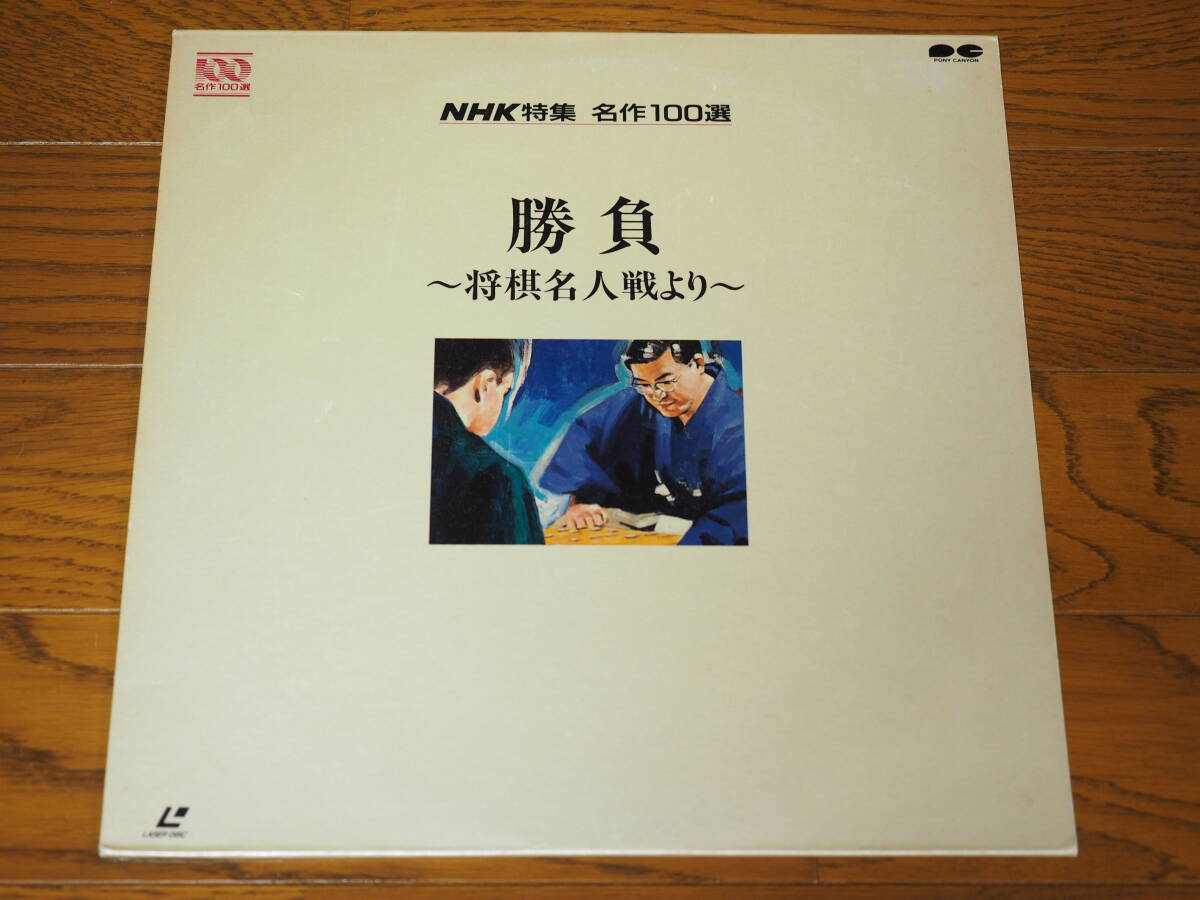 100
名作100選
PONY CANYON
NHK特集 名作100選
勝負
～将棋名人戦より～
LASER DISC